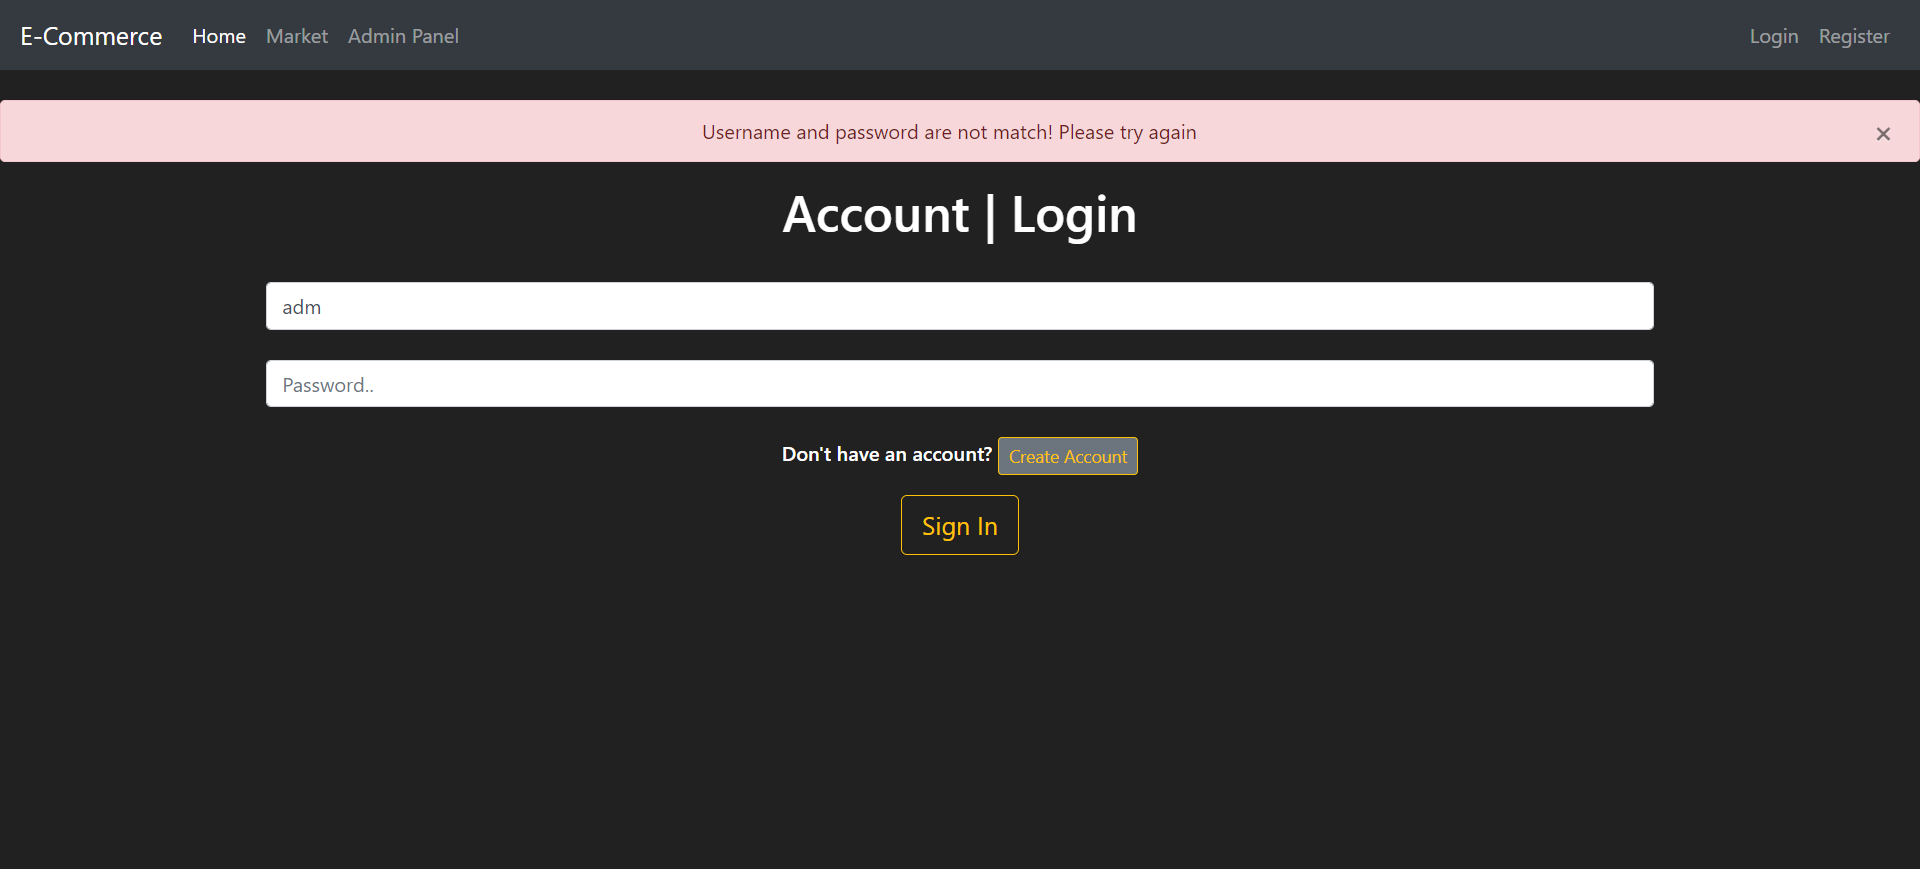 E-Commerce Home Market Admin Panel Login Register
Username and password are not match! Please try again ×
Account | Login
adm
Password..
Don't have an account? Create Account
Sign In